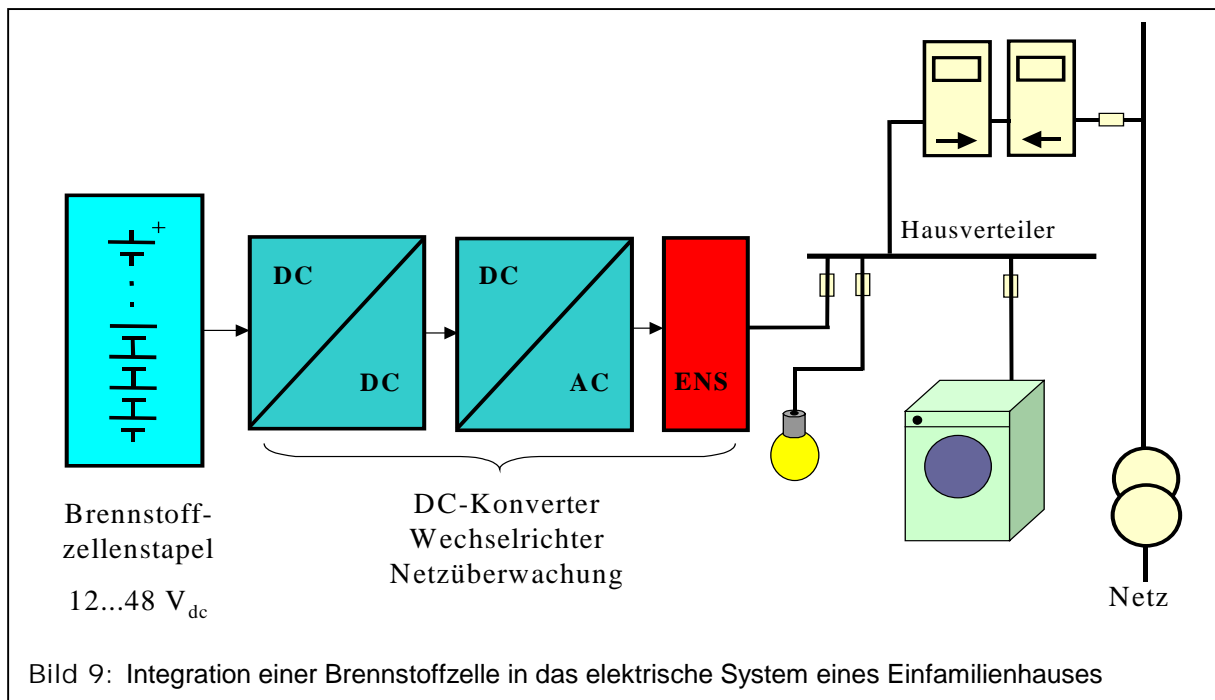 Hausverteiler
+
DC
DC
DC
AC
ENS
Brennstoff-
zellenstapel
12...48 Vdc
DC-Konverter
Wechselrichter
Netzüberwachung
Netz
Bild 9: Integration einer Brennstoffzelle in das elektrische System eines Einfamilienhauses